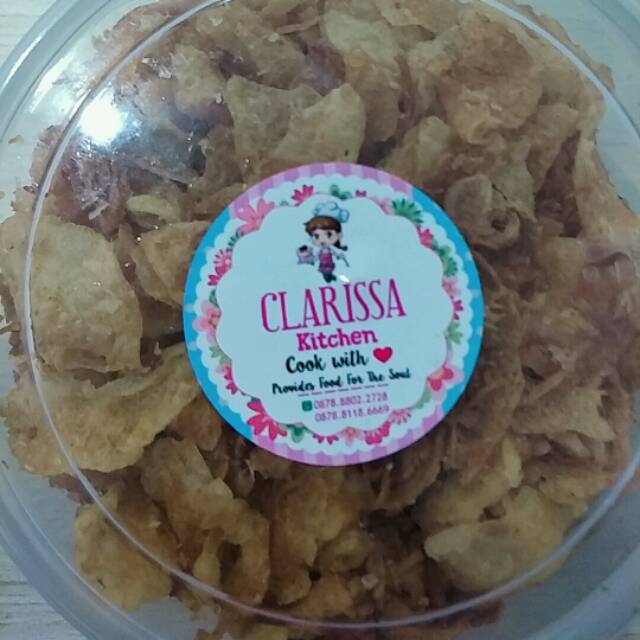 CLARISSA
Kitchen
Cook with
Provides Food For The Soul
0878.8802.2728
0878.8118.6669